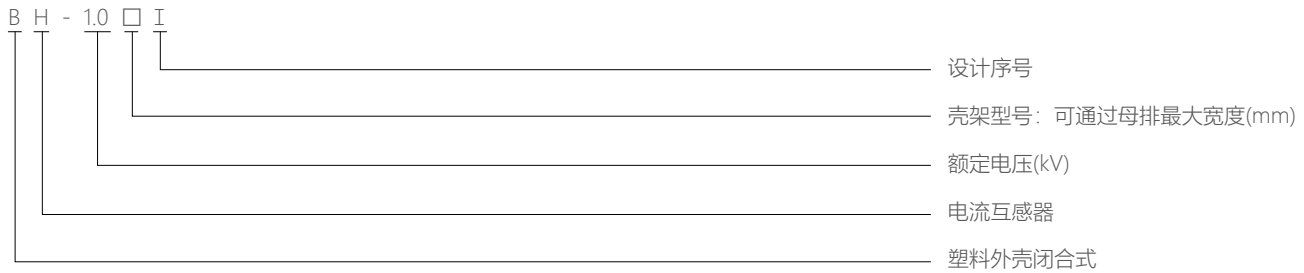 B H - 1.0 □ I
设计序号
壳架型号：可通过母排最大宽度(mm)
额定电压(kV)
电流互感器
塑料外壳闭合式